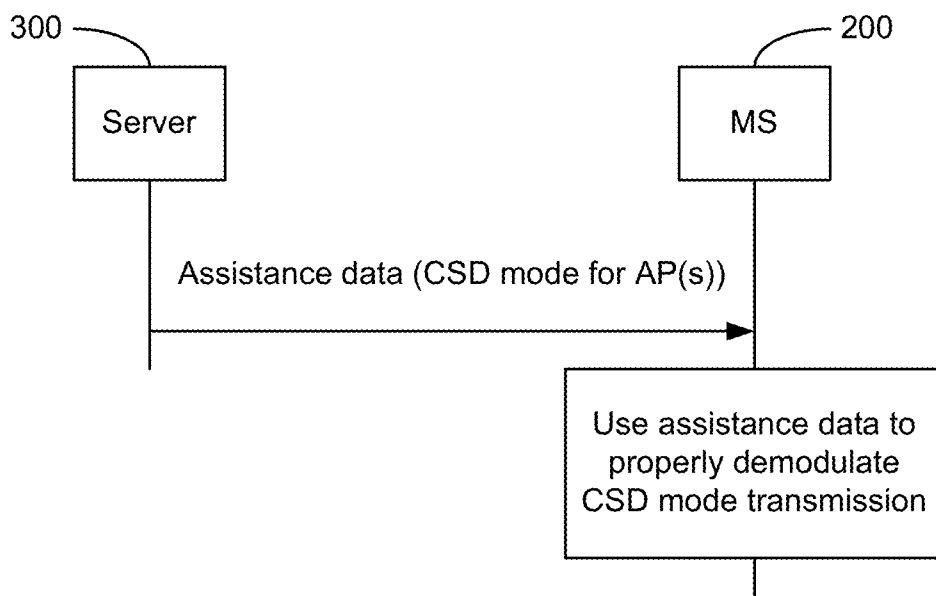 300
200
Server
MS
Assistance data (CSD mode for AP(s))
Use assistance data to
properly demodulate
CSD mode transmission